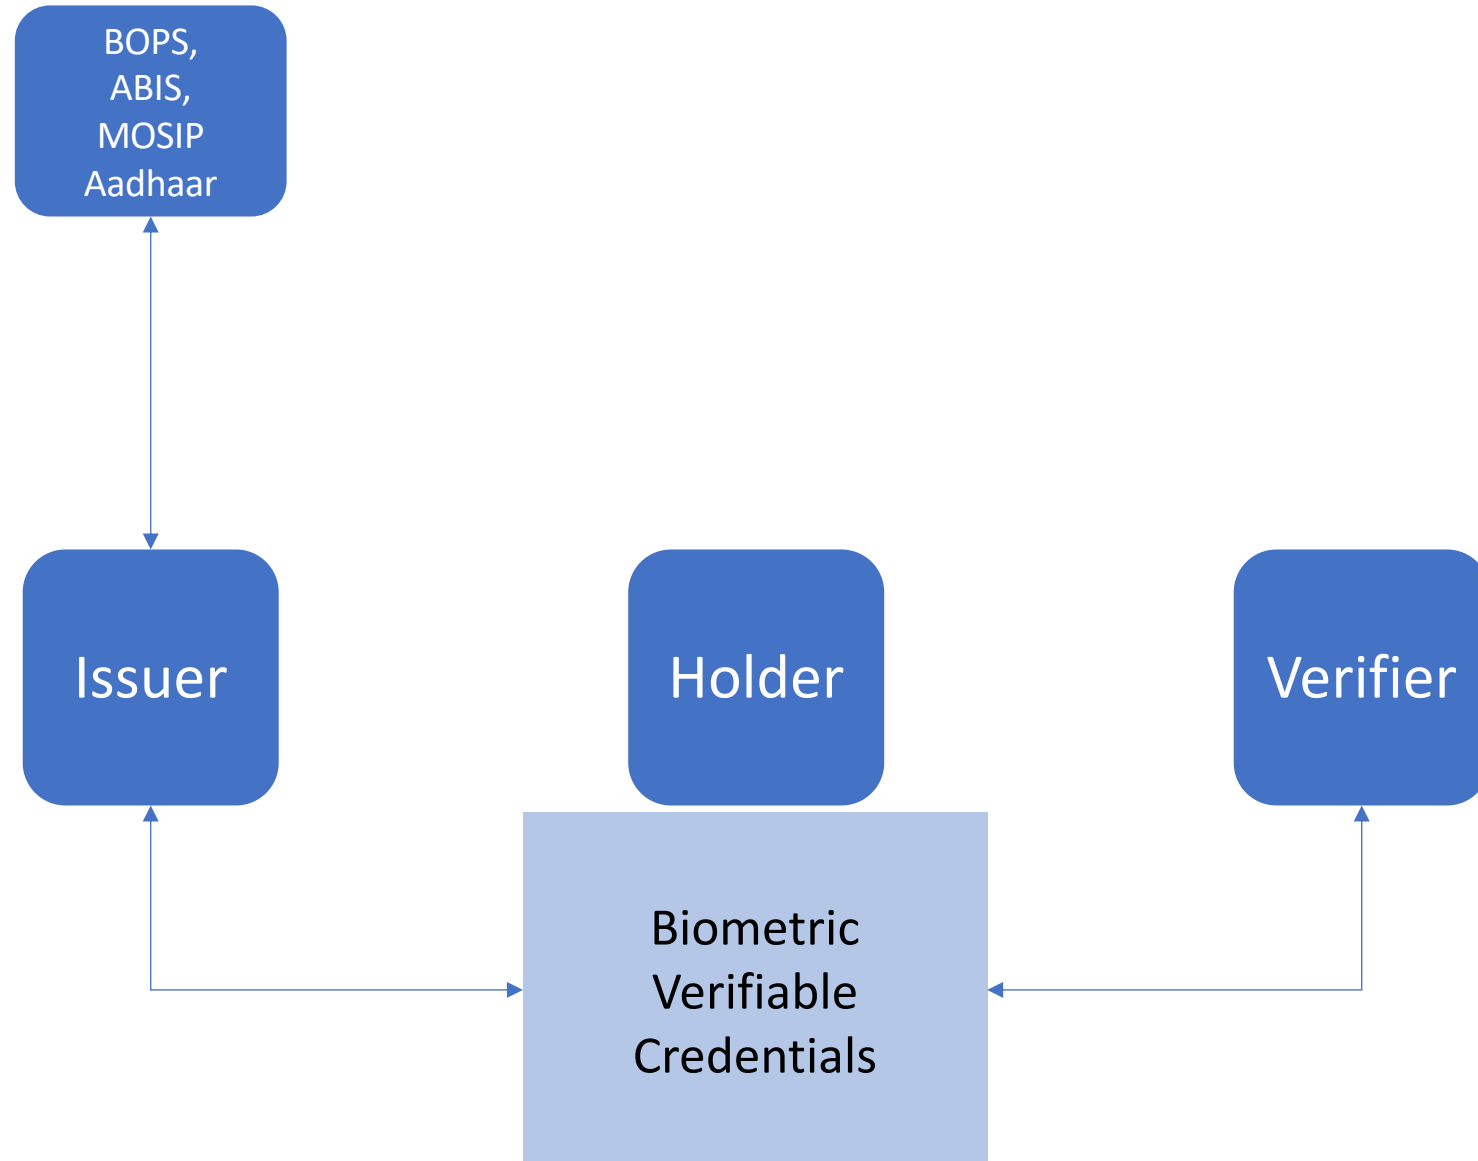 BOPS,
ABIS,
MOSIP
Aadhaar
Issuer
Holder
Verifier
Biometric
Verifiable
Credentials